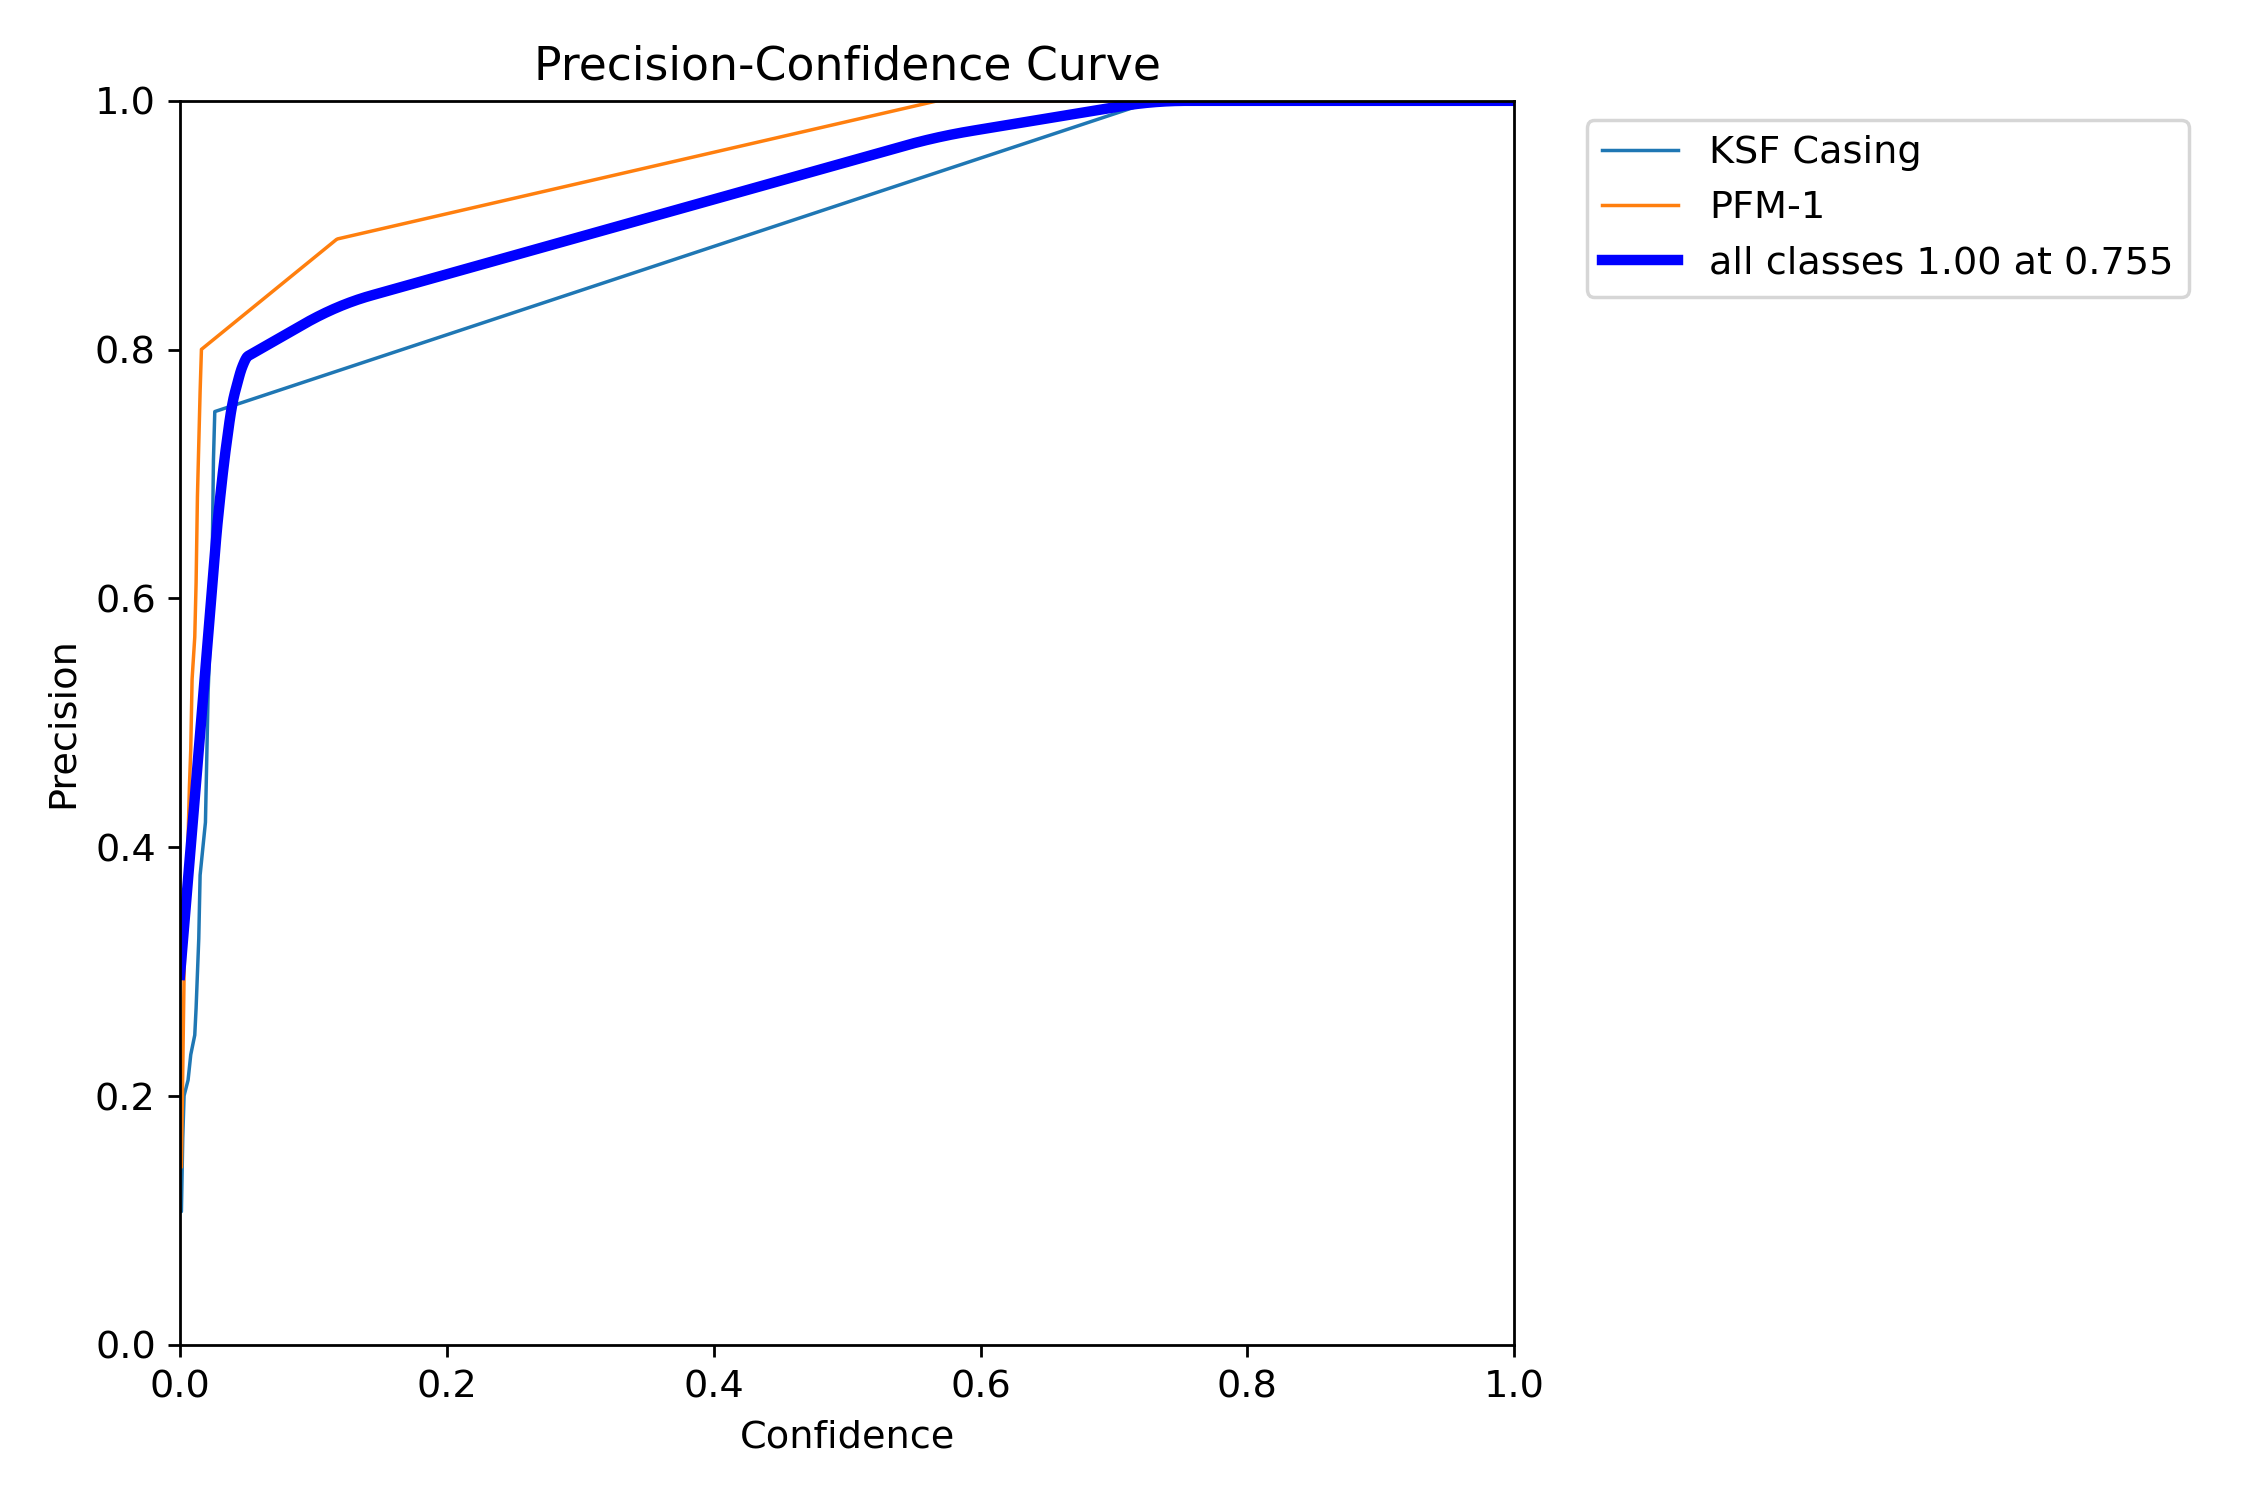 Precision-Confidence Curve
KSF Casing
PFM-1
all classes 1.00 at 0.755
Precision
1.0
0.8
0.6
0.4
0.2
0.0
0.0 0.2 0.4 0.6 0.8 1.0
Confidence